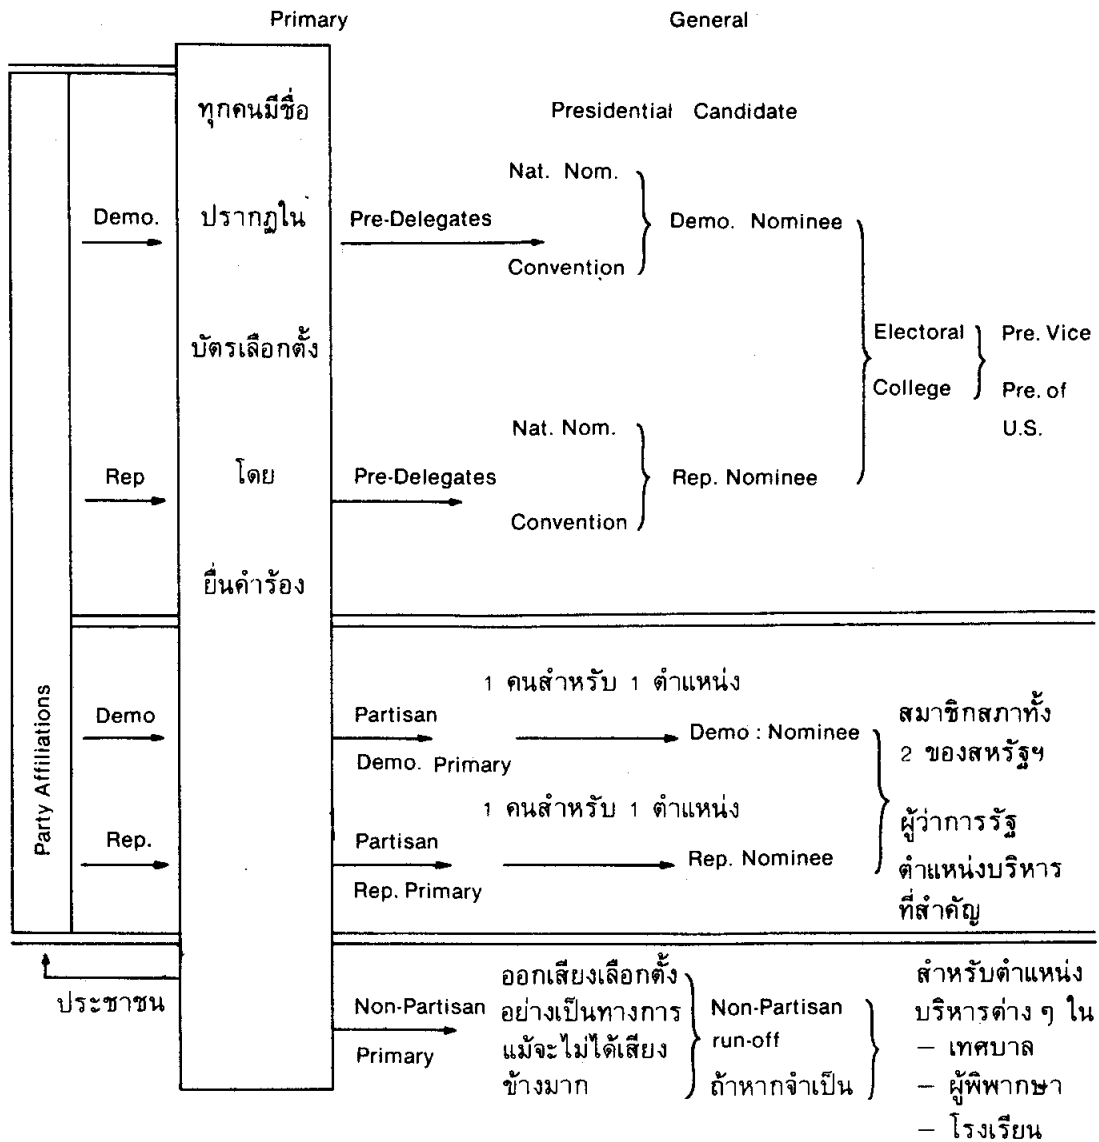 Primary General
ทุกคนมีชื่อ
Presidential Candidate
Nat. Nom.
Demo. ปรากฏใน Pre-Delegates Demo. Nominee
Convention
บัตรเลือกตั้ง
Electoral Pre. Vice
College Pre. of
U.S.
Nat. Nom.
Rep โดย Pre-Delegates Rep. Nominee
Convention
ยื่นคำร้อง
Party Affiliations
1 คนสำหรับ 1 ตำแหน่ง
Demo Partisan Demo : Nominee
Demo. Primary
สมาชิกสภาทั้ง
2 ของสหรัฐฯ
1 คนสำหรับ 1 ตำแหน่ง
Rep. Partisan Rep. Nominee
Rep. Primary
ผู้ว่าการรัฐ
ตำแหน่งบริหาร
ที่สำคัญ
ประชาชน
Non-Partisan
Primary
ออกเสียงเลือกตั้ง
อย่างเป็นทางการ
แม้จะไม่ได้เสียง
ข้างมาก
Non-Partisan
run-off
ถ้าหากจำเป็น
สำหรับตำแหน่ง
บริหารต่าง ๆ ใน
– เทศบาล
– ผู้พิพากษา
– โรงเรียน